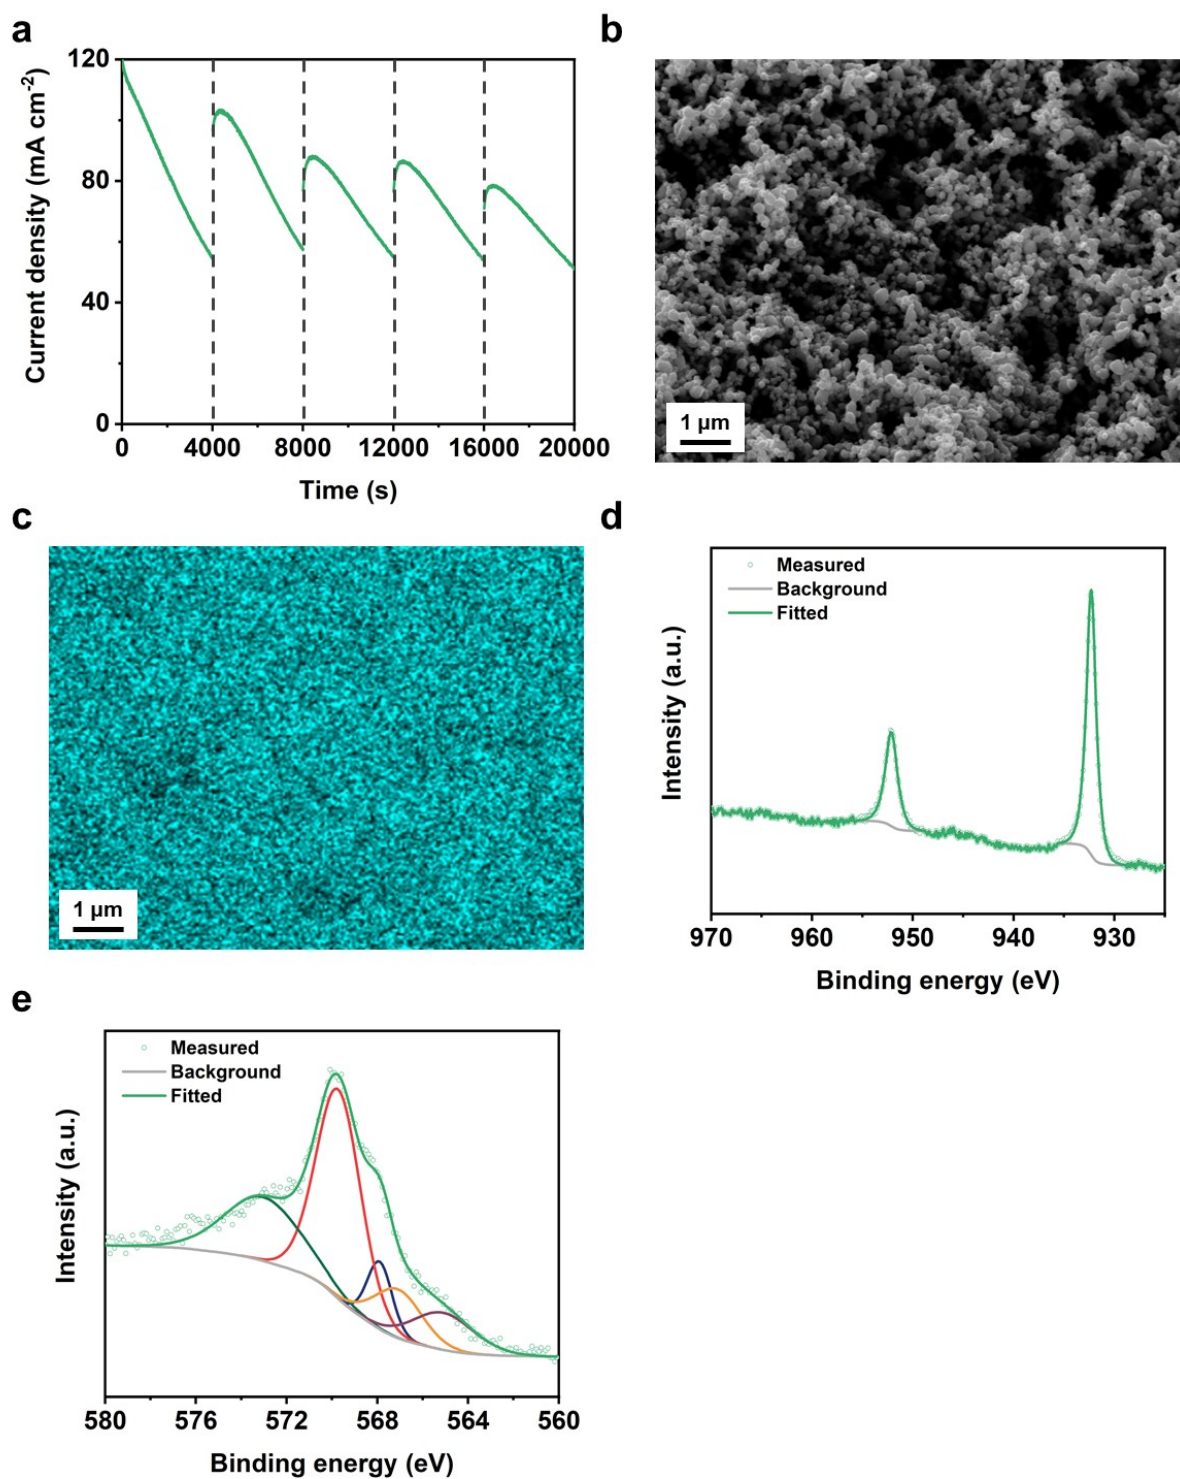 a
Current density (mA cm⁻²)
120
80
40
0
0 4000 8000 12000 16000 20000
Time (s)
b
1 μm
c
1 μm
d
Intensity (a.u.)
Measured
Background
Fitted
970 960 950 940 930
Binding energy (eV)
e
Intensity (a.u.)
Measured
Background
Fitted
580 576 572 568 564 560
Binding energy (eV)